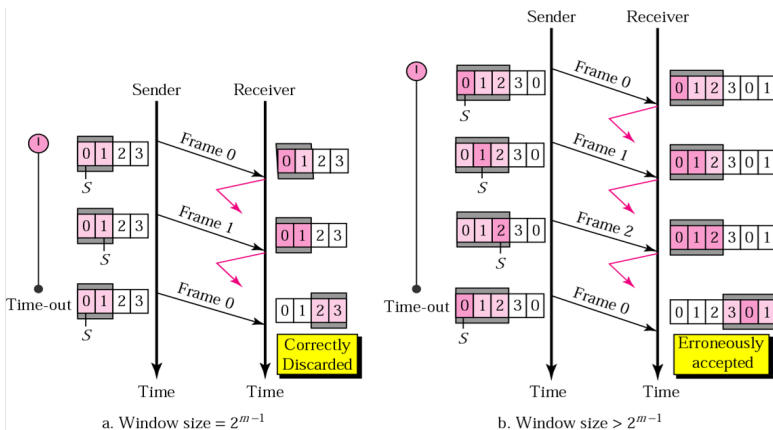 Sender
Receiver
0 1 2 3
S
Frame 0
0 1 2 3
0 1 2 3
S
Frame 1
0 1 2 3
Time-out
0 1 2 3
S
Frame 0
0 1 2 3
Correctly
Discarded
Time
Time
a. Window size = 2^{m−1}
Sender
Receiver
0 1 2 3 0
S
Frame 0
0 1 2 3 0 1
0 1 2 3 0
S
Frame 1
0 1 2 3 0 1
0 1 2 3 0
S
Frame 2
0 1 2 3 0 1
Time-out
0 1 2 3 0
S
Frame 0
0 1 2 3 0 1
Erroneously
accepted
Time
Time
b. Window size > 2^{m−1}